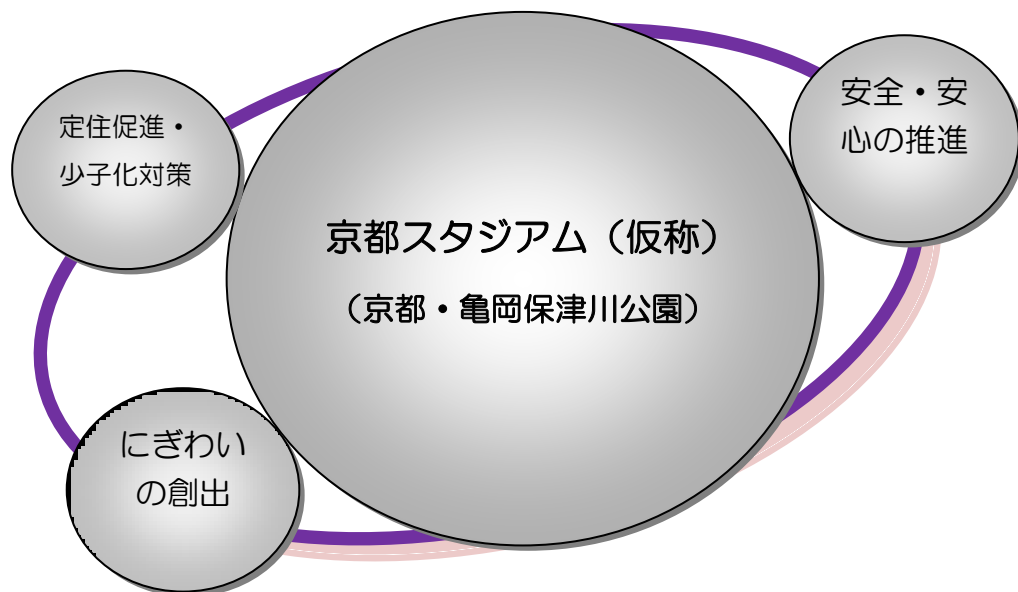 定住促進・
少子化対策
京都スタジアム（仮称）
（京都・亀岡保津川公園）
安全・安
心の推進
にぎわい
の創出